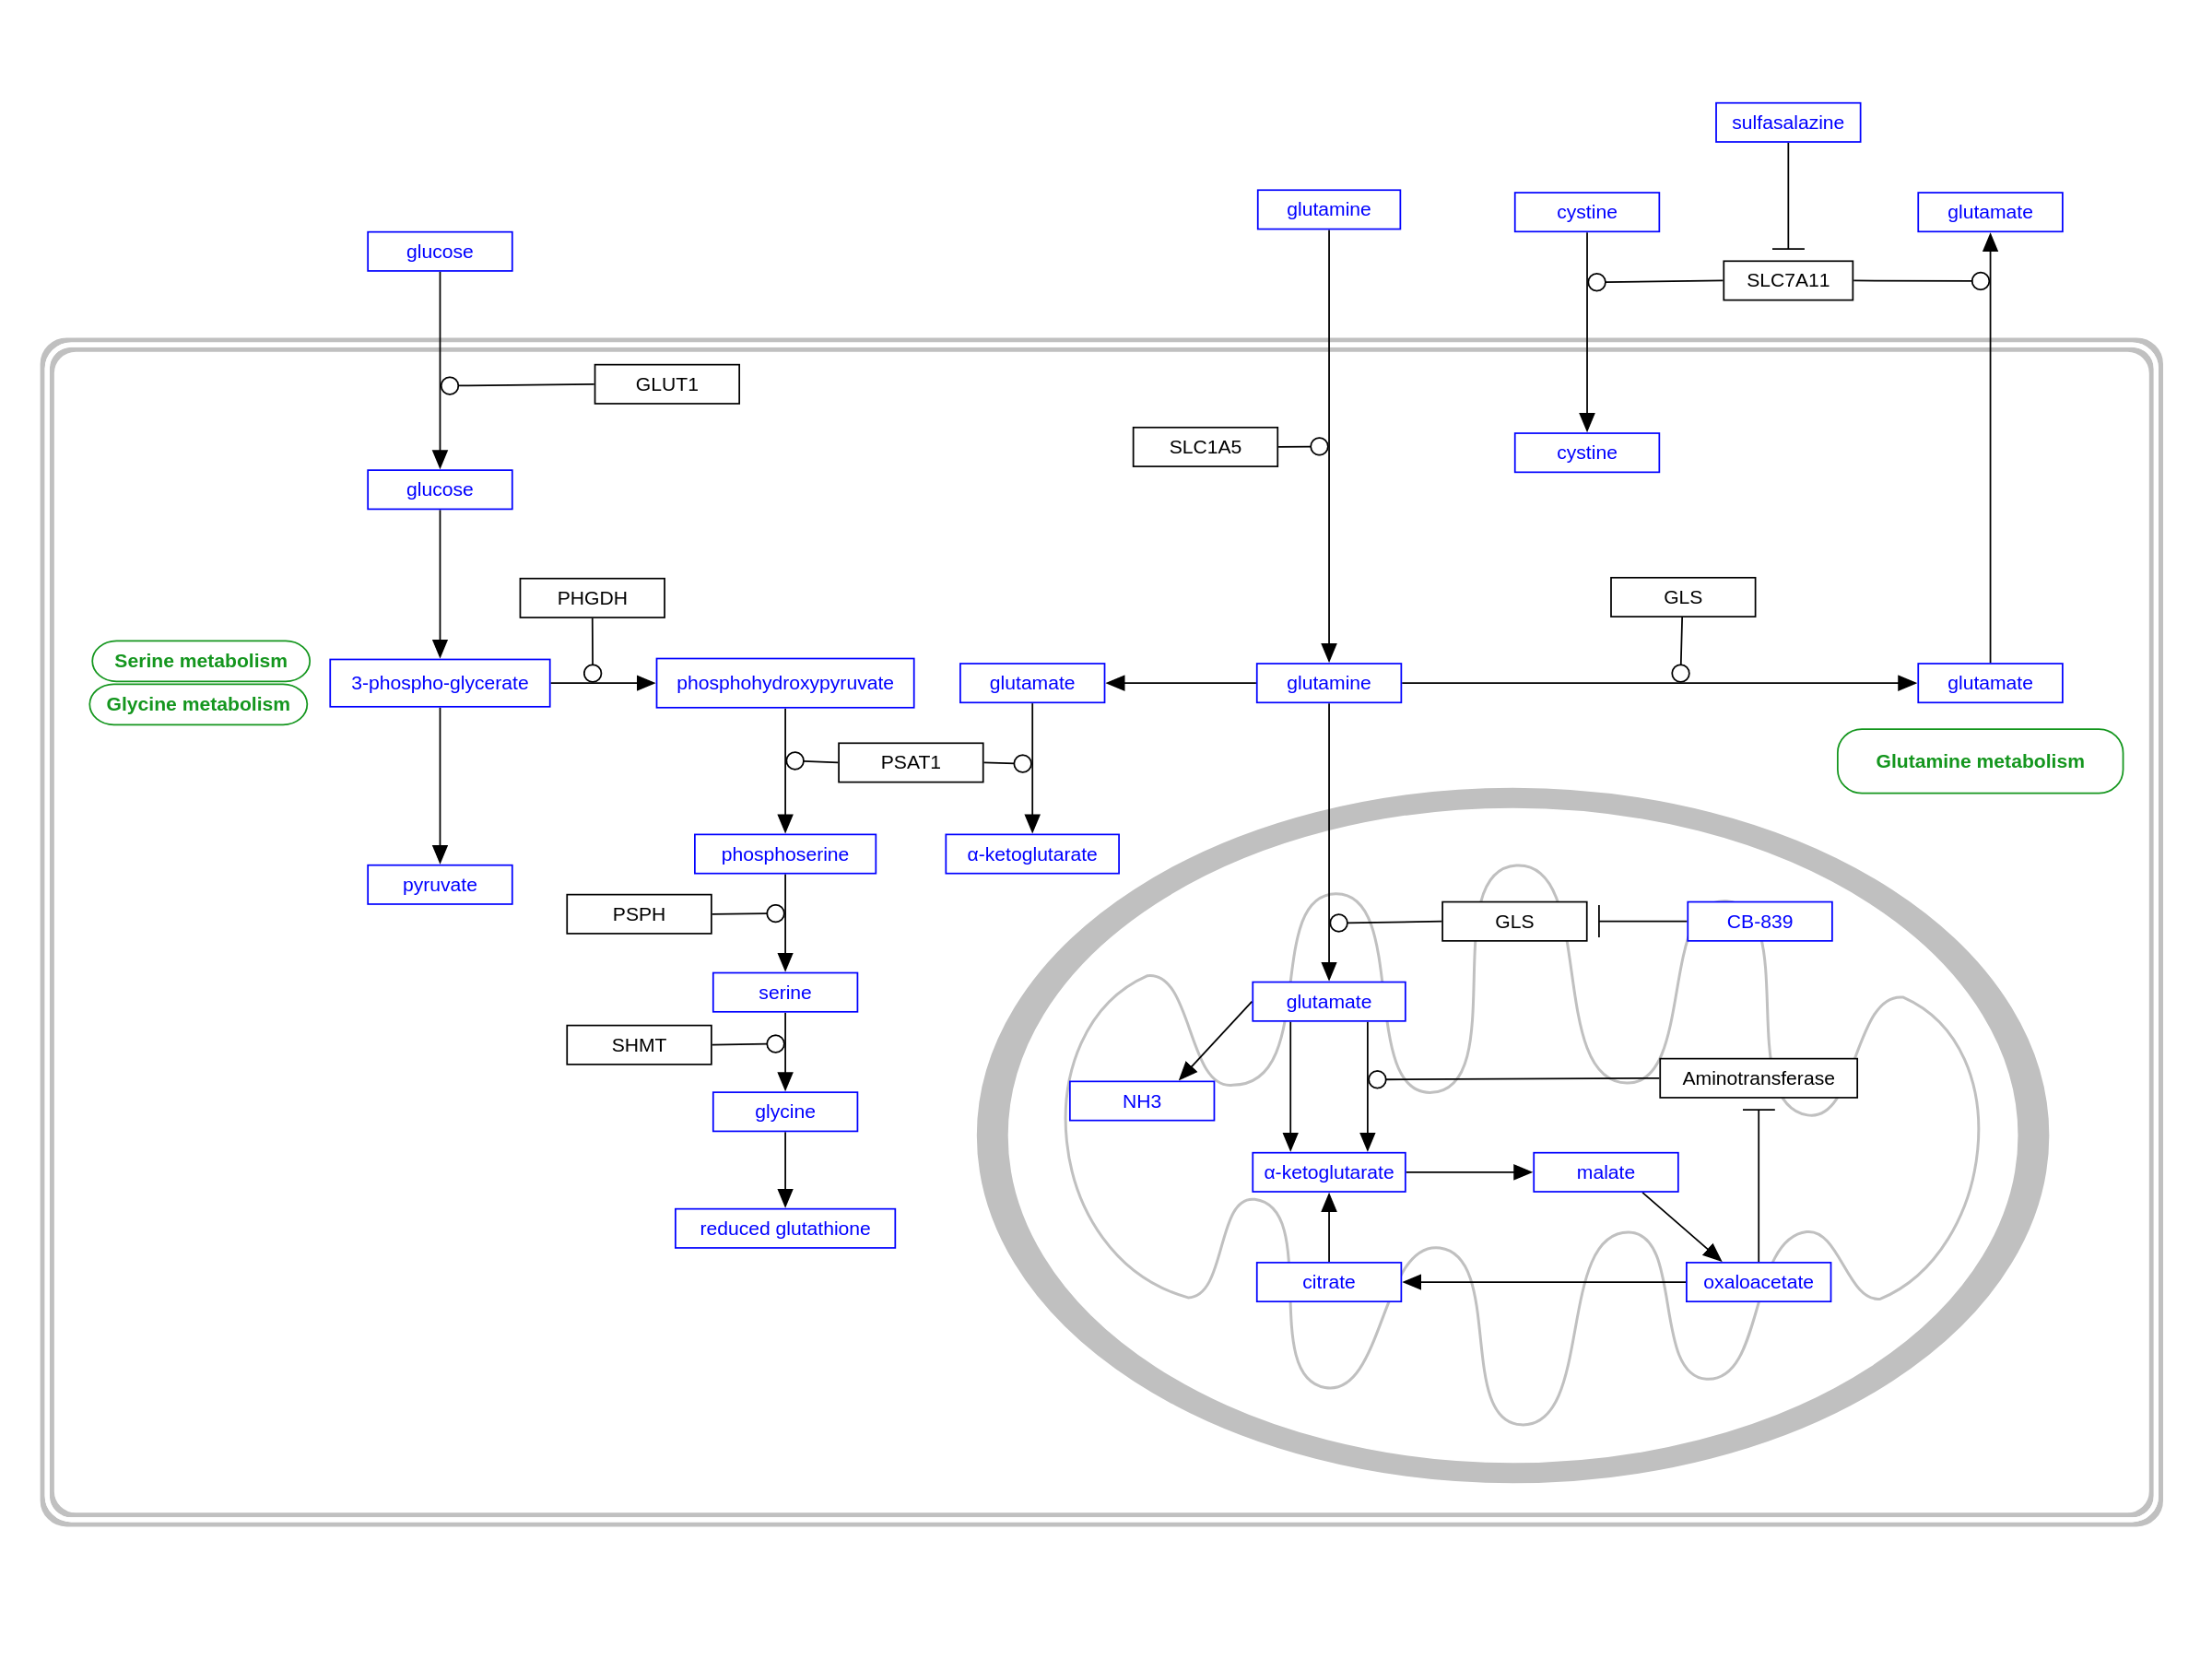 sulfasalazine
glutamine
cystine
glutamate
glucose
SLC7A11
GLUT1
SLC1A5
cystine
glucose
PHGDH
GLS
Serine metabolism
Glycine metabolism
3-phospho-glycerate
phosphohydroxypyruvate
glutamate
glutamine
glutamate
PSAT1
Glutamine metabolism
phosphoserine
α-ketoglutarate
pyruvate
PSPH
GLS
CB-839
serine
glutamate
SHMT
Aminotransferase
NH3
glycine
α-ketoglutarate
malate
reduced glutathione
citrate
oxaloacetate